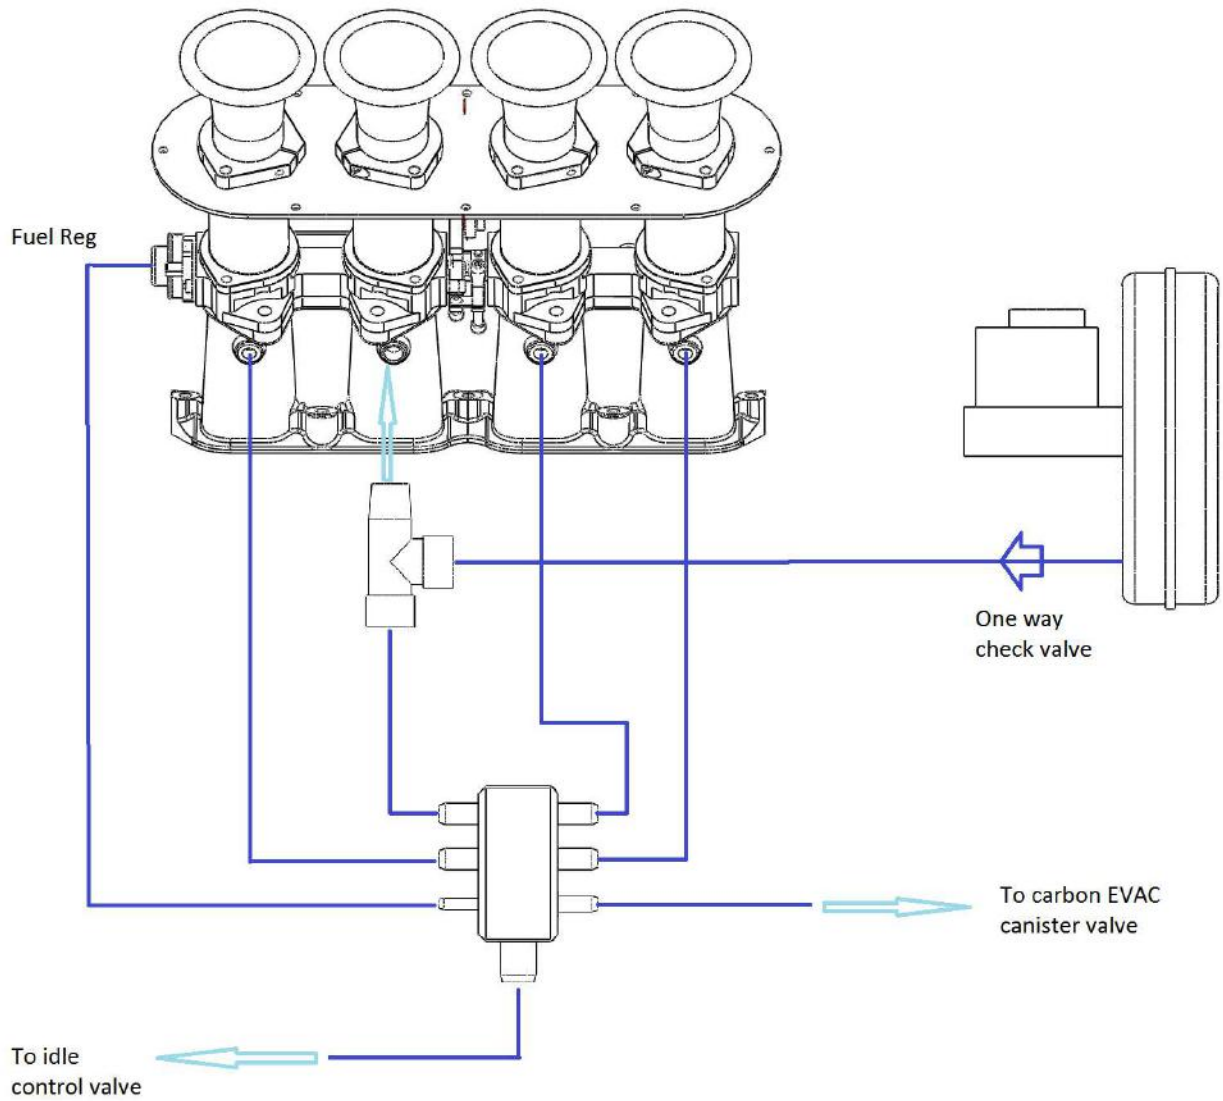 Fuel Reg
One way
check valve
To carbon EVAC
canister valve
To idle
control valve